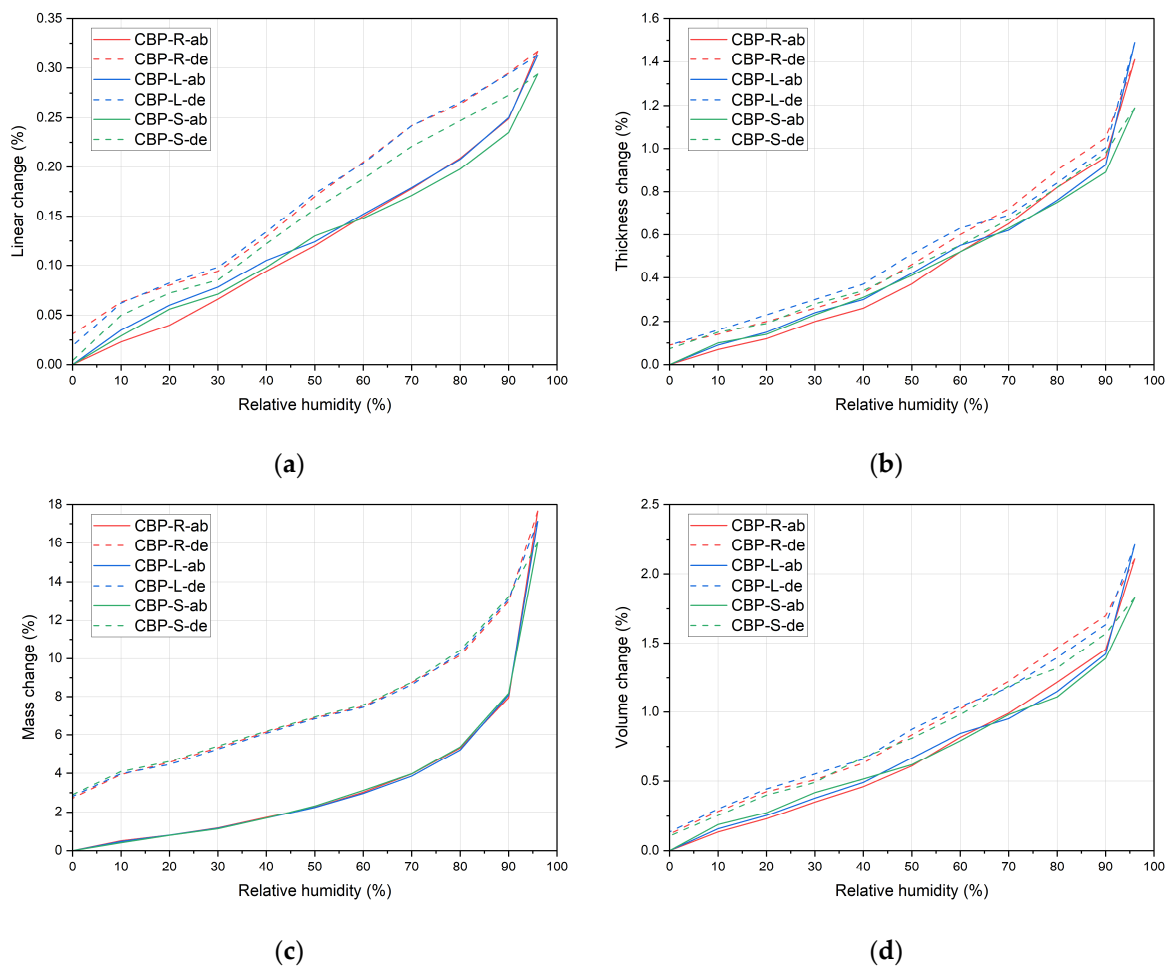 0.35
0.30
0.25
0.20
0.15
0.10
0.05
0.00
Linear change (%)
CBP-R-ab
CBP-R-de
CBP-L-ab
CBP-L-de
CBP-S-ab
CBP-S-de
0 10 20 30 40 50 60 70 80 90 100
Relative humidity (%)
(a)
1.6
1.4
1.2
1.0
0.8
0.6
0.4
0.2
0.0
Thickness change (%)
CBP-R-ab
CBP-R-de
CBP-L-ab
CBP-L-de
CBP-S-ab
CBP-S-de
0 10 20 30 40 50 60 70 80 90 100
Relative humidity (%)
(b)
18
16
14
12
10
8
6
4
2
0
Mass change (%)
CBP-R-ab
CBP-R-de
CBP-L-ab
CBP-L-de
CBP-S-ab
CBP-S-de
0 10 20 30 40 50 60 70 80 90 100
Relative humidity (%)
(c)
2.5
2.0
1.5
1.0
0.5
0.0
Volume change (%)
CBP-R-ab
CBP-R-de
CBP-L-ab
CBP-L-de
CBP-S-ab
CBP-S-de
0 10 20 30 40 50 60 70 80 90 100
Relative humidity (%)
(d)